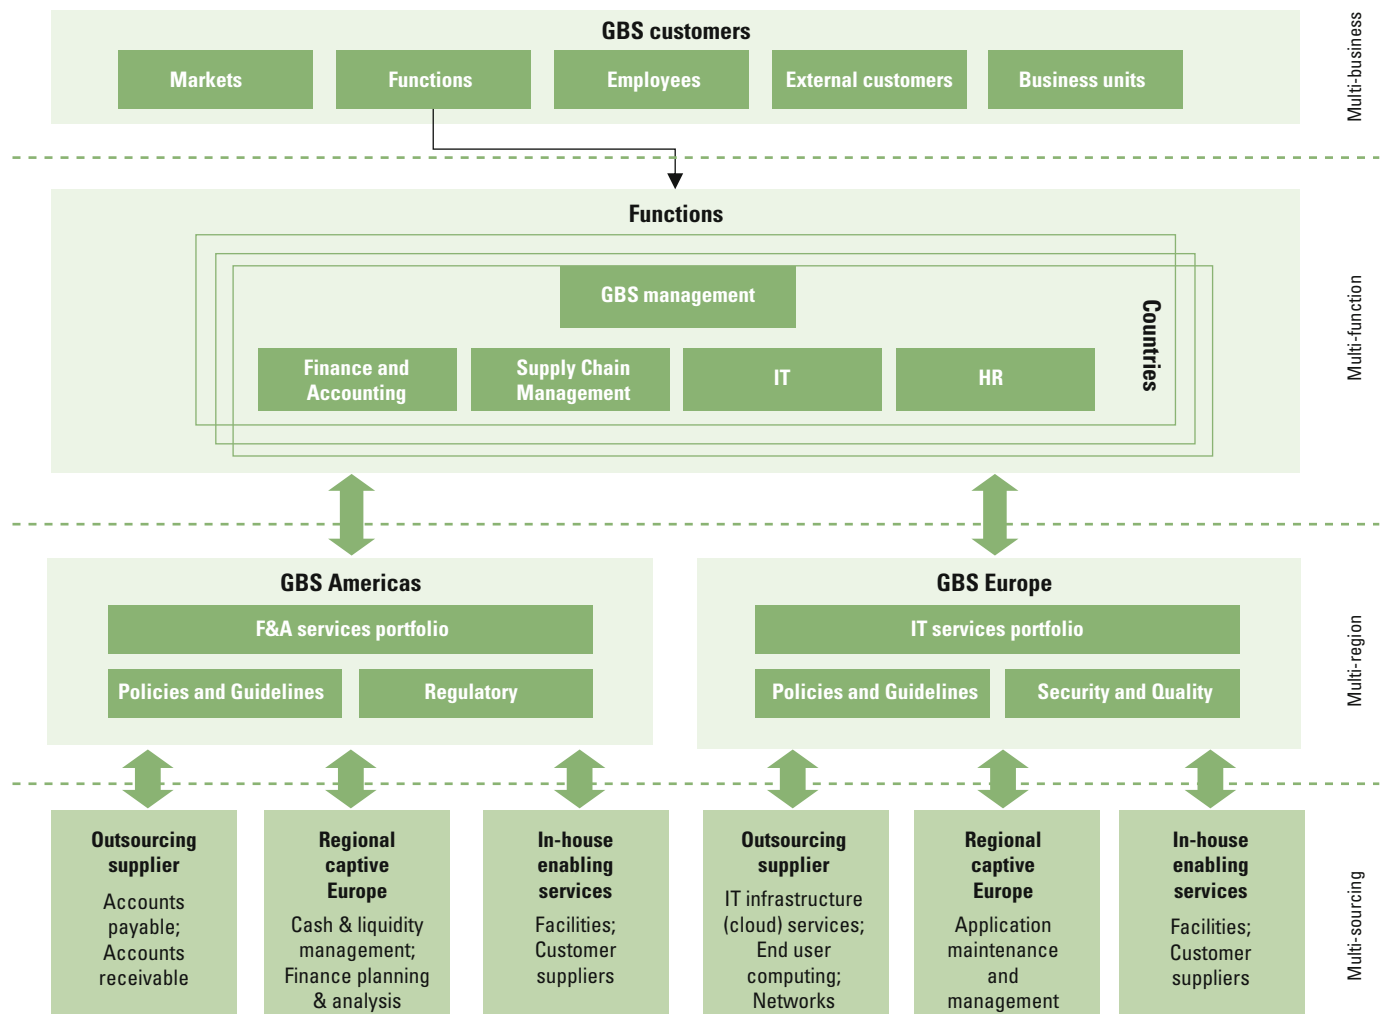 GBS customers
Markets
Functions
Employees
External customers
Business units
Multi-business
Functions
GBS management
Countries
Finance and
Accounting
Supply Chain
Management
IT
HR
Multi-function
GBS Americas
F&A services portfolio
Policies and Guidelines
Regulatory
GBS Europe
IT services portfolio
Policies and Guidelines
Security and Quality
Multi-region
Outsourcing
supplier
Accounts
payable;
Accounts
receivable
Regional
captive
Europe
Cash & liquidity
management;
Finance planning
& analysis
In-house
enabling
services
Facilities;
Customer
suppliers
Outsourcing
supplier
IT infrastructure
(cloud) services;
End user
computing;
Networks
Regional
captive
Europe
Application
maintenance
and
management
In-house
enabling
services
Facilities;
Customer
suppliers
Multi-sourcing